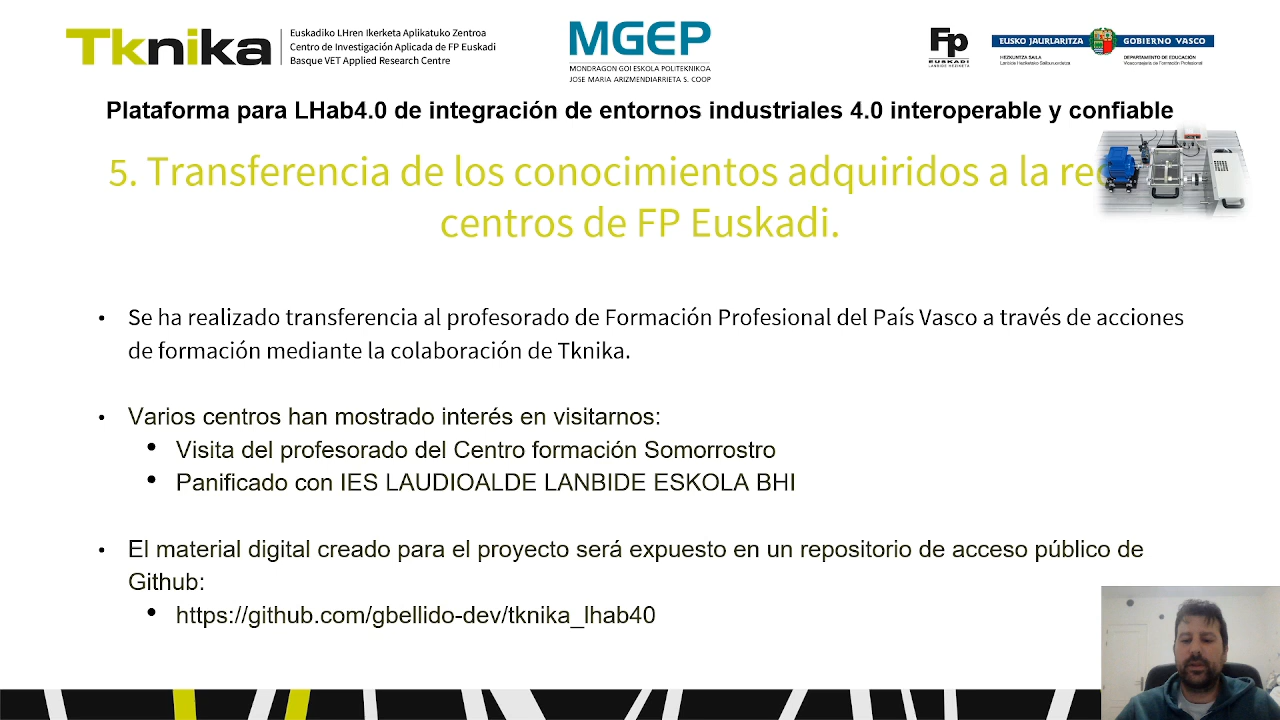 Tknika
Euskadiko LHren Ikerketa Aplikatuko Zentroa
Centro de Investigación Aplicada de FP Euskadi
Basque VET Applied Research Centre
MGEP
MONDRAGON GOI ESKOLA POLITEKNIKOA
JOSE MARIA ARIZMENDIARRIETA S. COOP
Fp
EUSKADI
LANBIDE HEZIKETA
EUSKO JAURLARITZA
GOBIERNO VASCO
HEZKUNTZA SAILA
Lanbide Heziketako Sailburuordetza
DEPARTAMENTO DE EDUCACIÓN
Viceconsejería de Formación Profesional
Plataforma para LHab4.0 de integración de entornos industriales 4.0 interoperable y confiable
5. Transferencia de los conocimientos adquiridos a la
centros de FP Euskadi.
• Se ha realizado transferencia al profesorado de Formación Profesional del País Vasco a través de acciones
de formación mediante la colaboración de Tknika.
• Varios centros han mostrado interés en visitarnos:
• Visita del profesorado del Centro formación Somorrostro
• Panificado con IES LAUDIOALDE LANBIDE ESKOLA BHI
• El material digital creado para el proyecto será expuesto en un repositorio de acceso público de
Github:
• https://github.com/gbellido-dev/tknika_lhab40